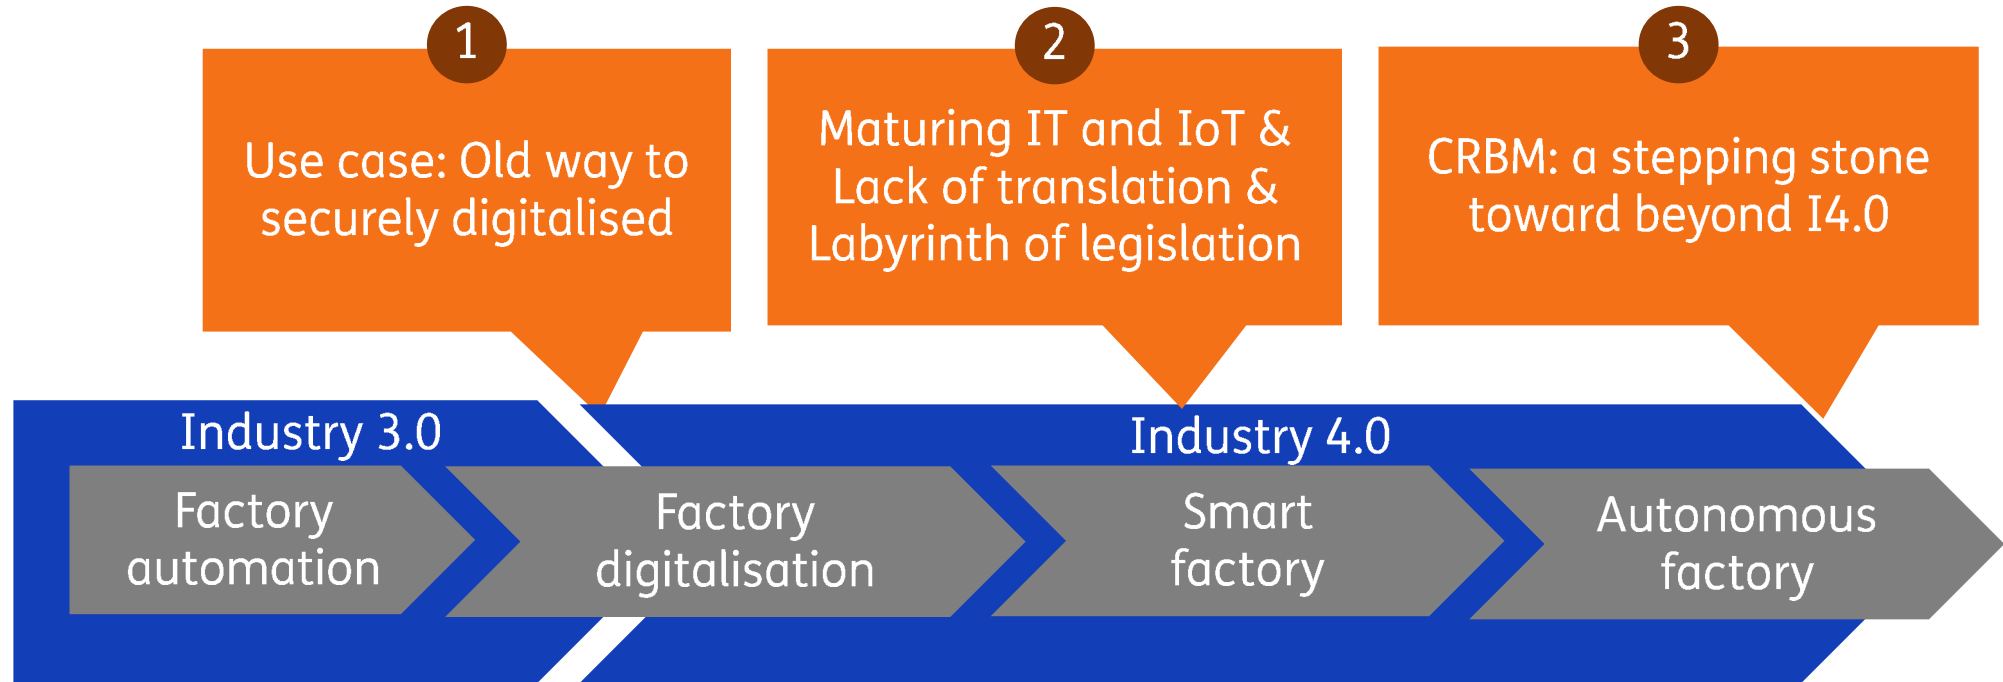 1
Use case: Old way to
securely digitalised
2
Maturing IT and IoT &
Lack of translation &
Labyrinth of legislation
3
CRBM: a stepping stone
toward beyond I4.0
Industry 3.0
Industry 4.0
Factory
automation
Factory
digitalisation
Smart
factory
Autonomous
factory